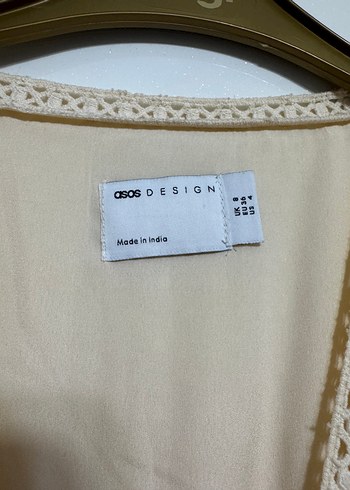 asos DESIGN
Made in India
UK 8
EU 36
US 4